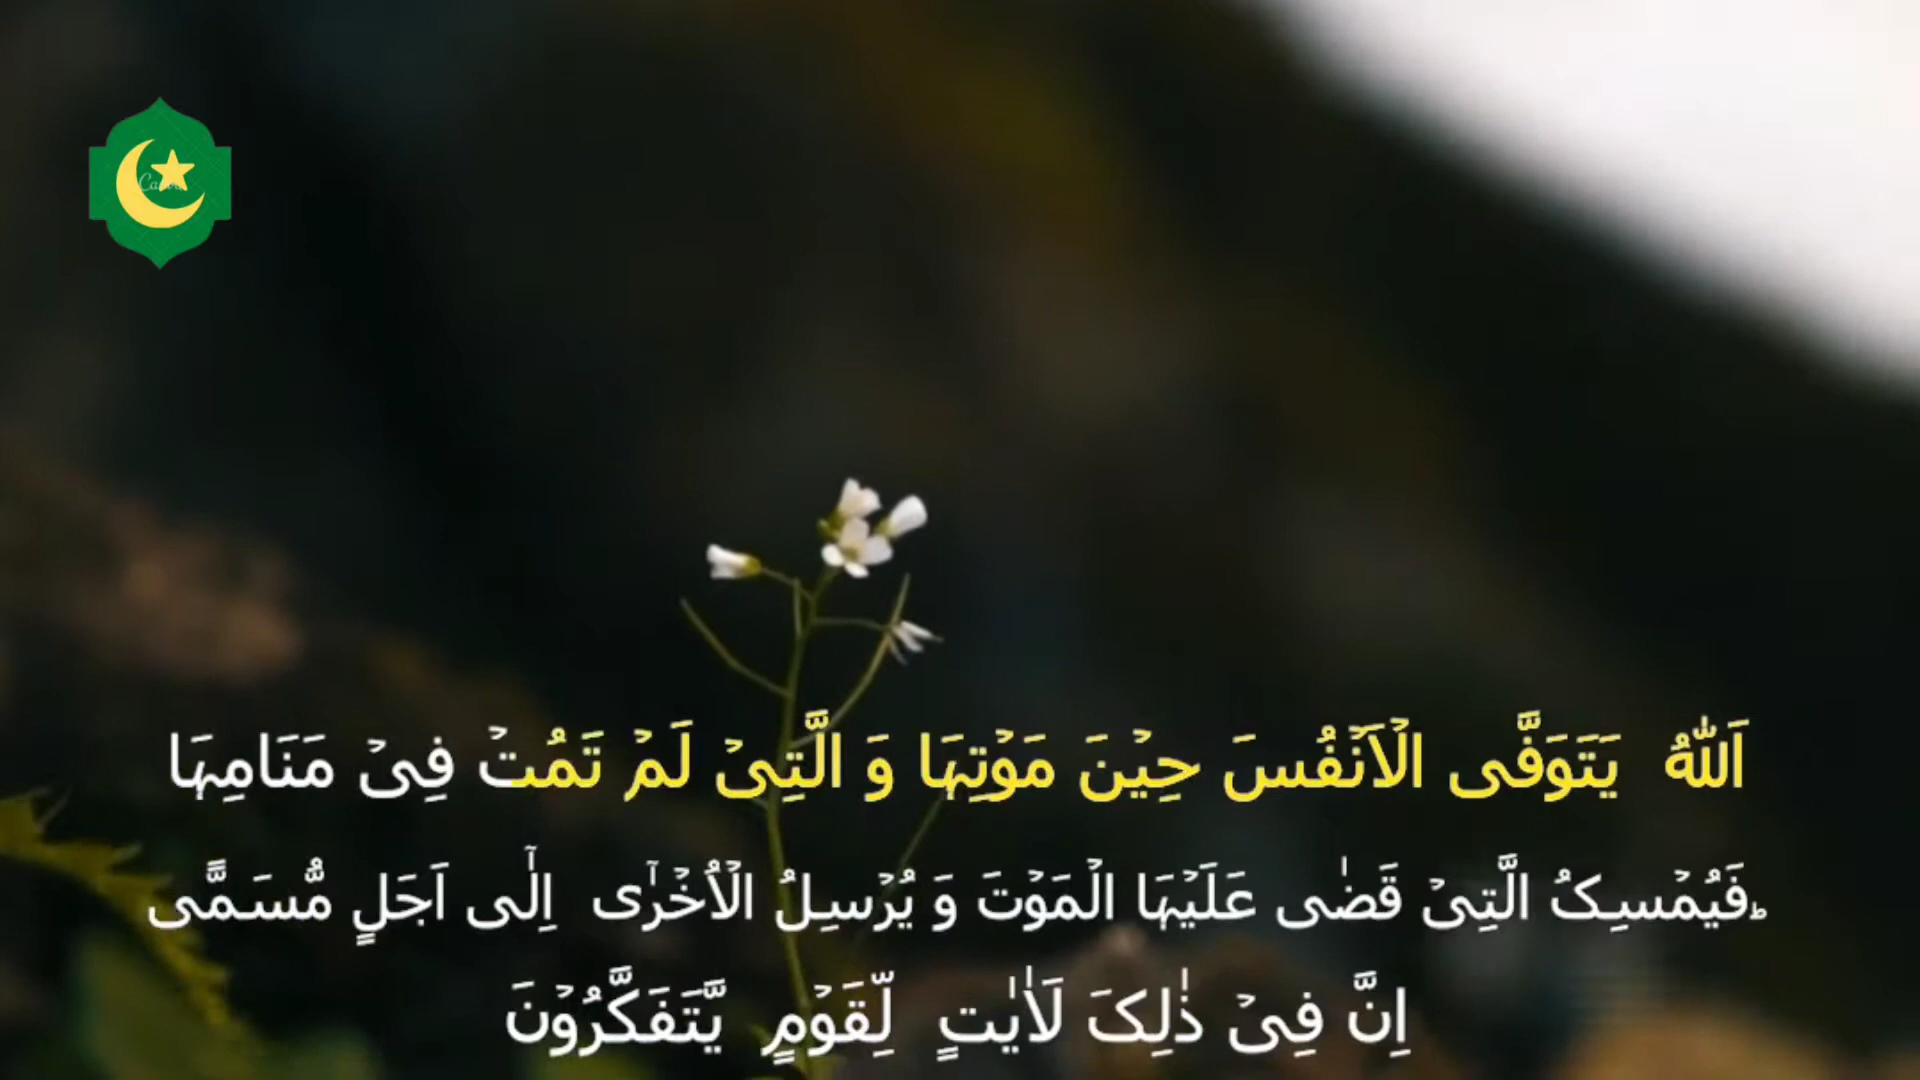 اَللّٰہُ یَتَوَفَّی الۡاَنۡفُسَ حِیۡنَ مَوۡتِہَا وَ الَّتِیۡ لَمۡ تَمُتۡ فِیۡ مَنَامِہَا
ؕفَیُمۡسِکُ الَّتِیۡ قَضٰی عَلَیۡہَا الۡمَوۡتَ وَ یُرۡسِلُ الۡاُخۡرٰۤی اِلٰۤی اَجَلٍ مُّسَمًّی
اِنَّ فِیۡ ذٰلِکَ لَاٰیٰتٍ لِّقَوۡمٍ یَّتَفَکَّرُوۡنَ